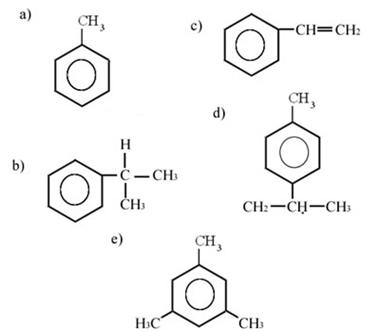 a)
CH3
b)
H
C — CH3
CH3
c)
CH=CH2
d)
CH3
CH2 — CH — CH3
e)
CH3
H3C
CH3